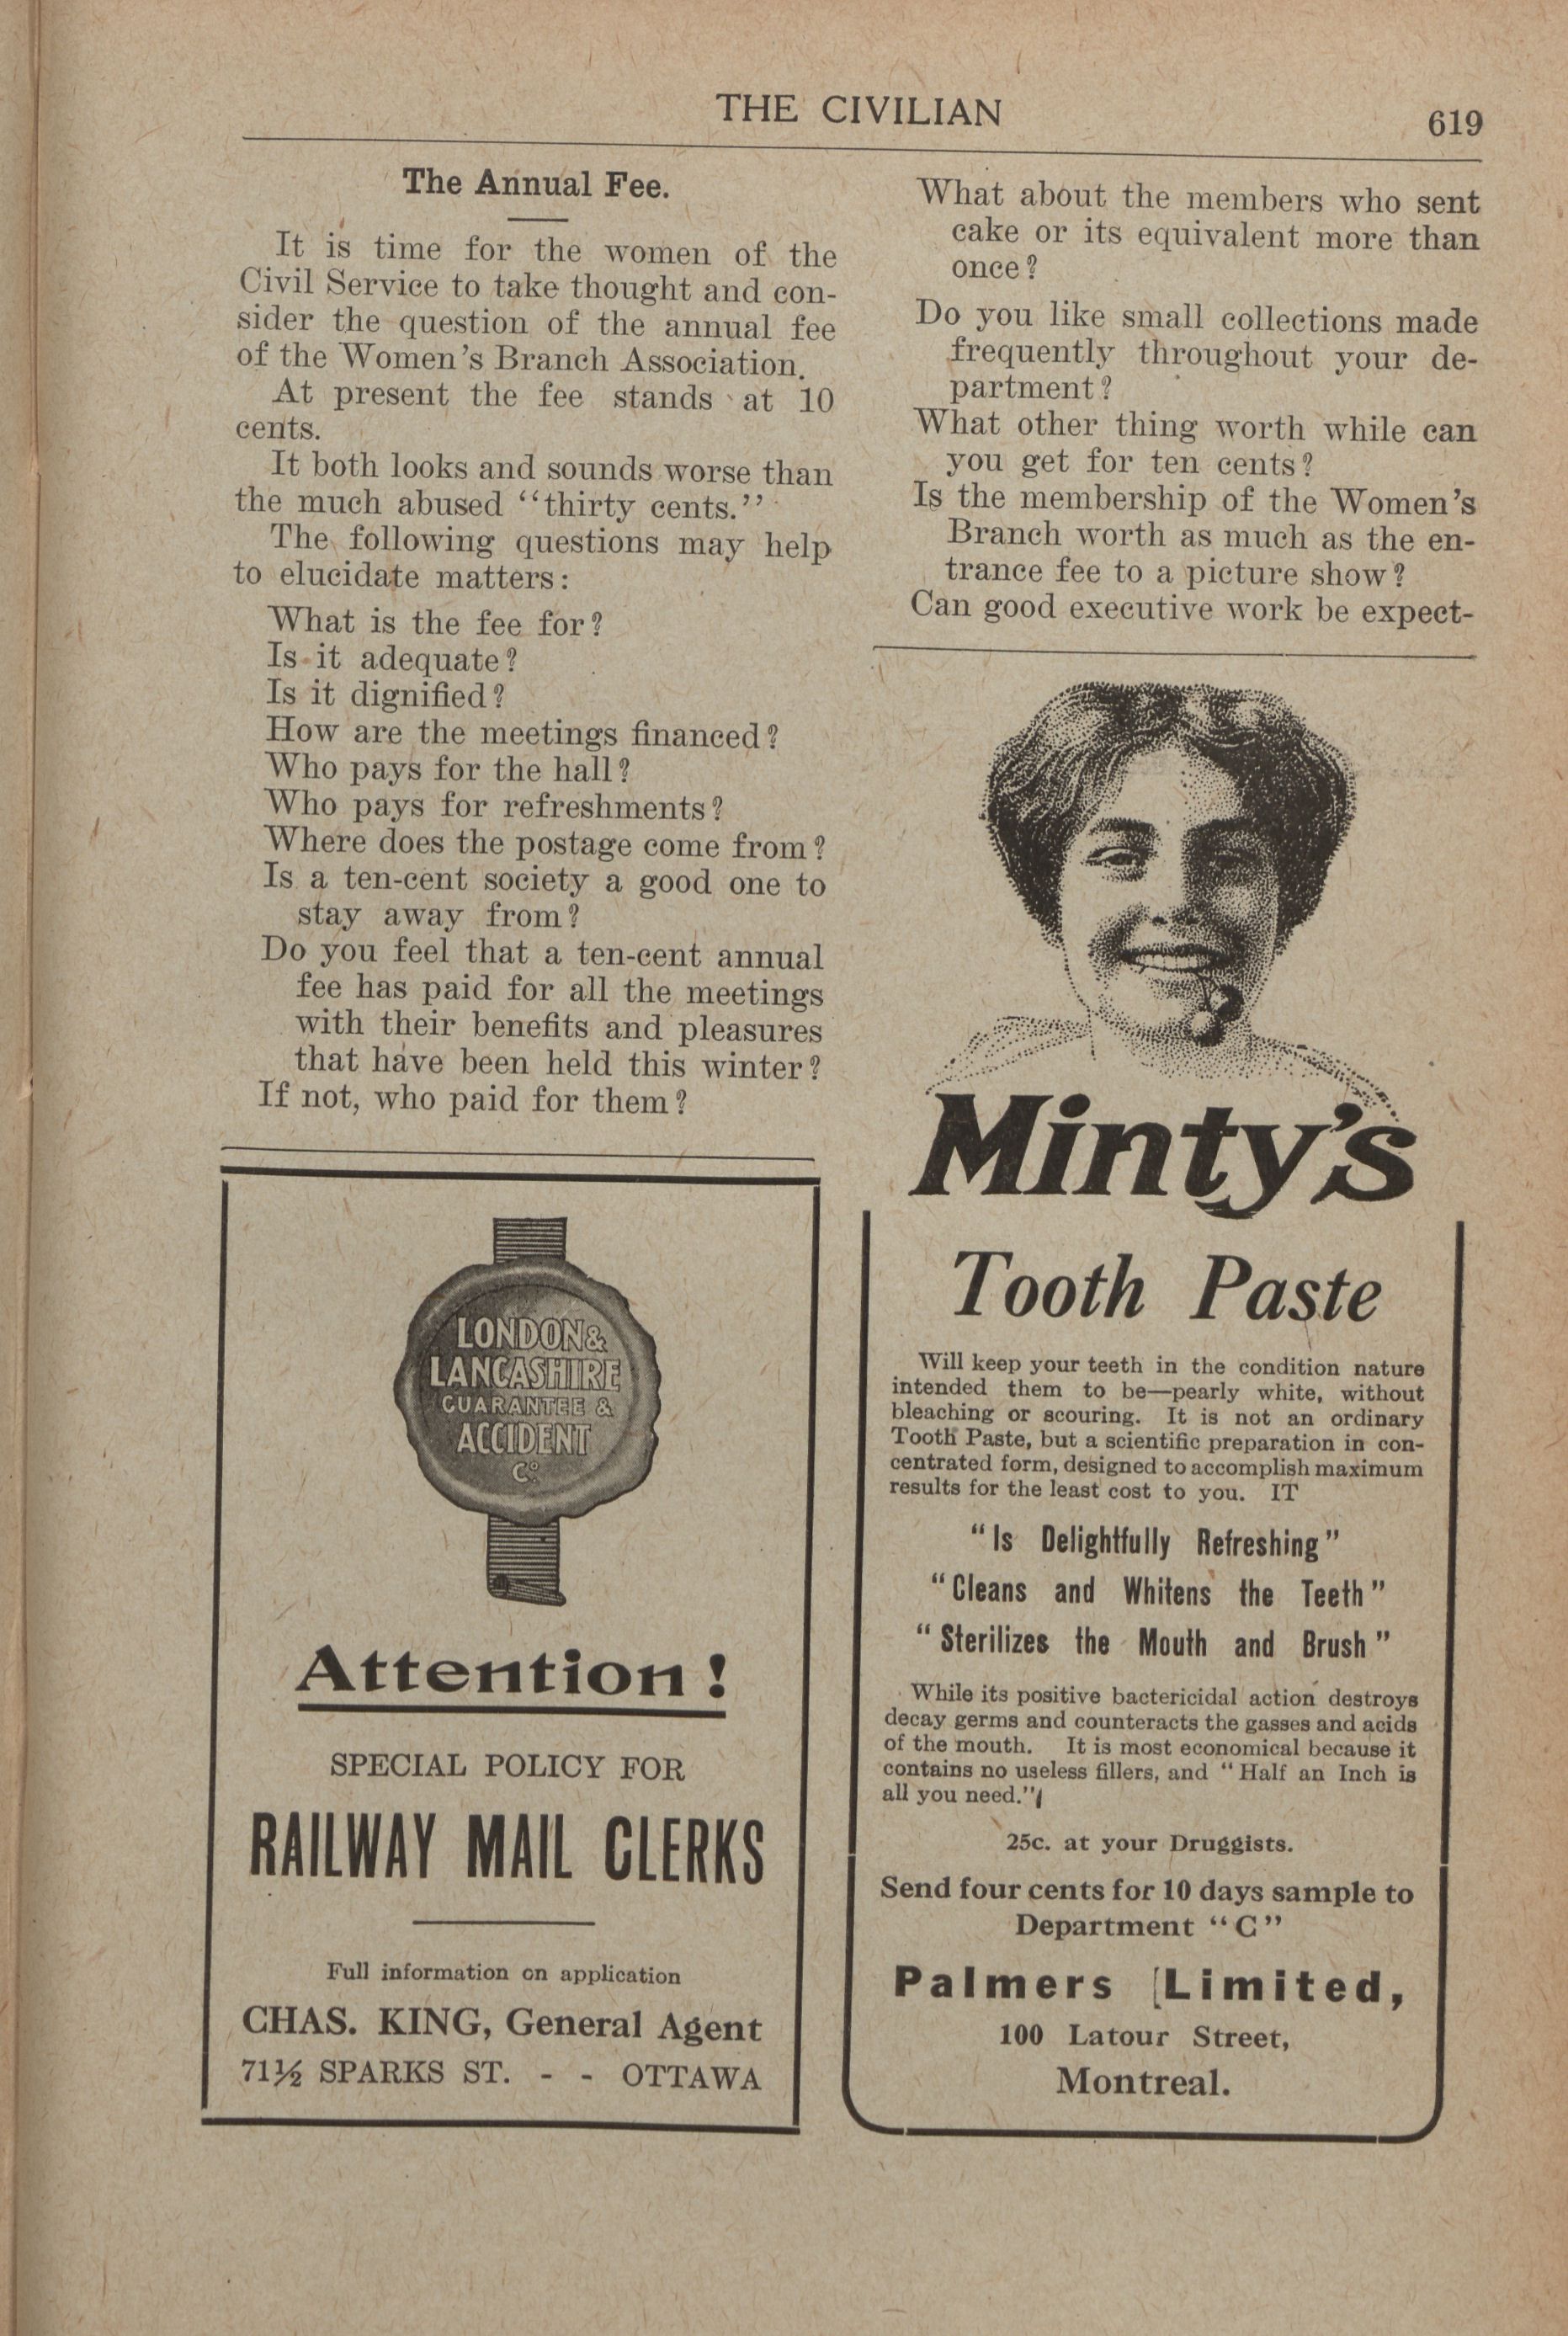 THE CIVILIAN
619
The Annual Fee.
It is time for the women of the
Civil Service to take thought and con-
sider the question of the annual fee
of the Women's Branch Association.
At present the fee stands at 10
cents.
It both looks and sounds worse than
the much abused "thirty cents."
The following questions may help
to elucidate matters:
What is the fee for?
Is it adequate?
Is it dignified?
How are the meetings financed?
Who pays for the hall?
Who pays for refreshments?
Where does the postage come from?
Is a ten-cent society a good one to
stay away from?
Do you feel that a ten-cent annual
fee has paid for all the meetings
with their benefits and pleasures
that have been held this winter?
If not, who paid for them?
What about the members who sent
cake or its equivalent more than
once?
Do you like small collections made
frequently throughout your de-
partment?
What other thing worth while can
you get for ten cents?
Is the membership of the Women's
Branch worth as much as the en-
trance fee to a picture show?
Can good executive work be expect-
LONDON &
LANCASHIRE
GUARANTEE &
ACCIDENT
Co.
Attention!
SPECIAL POLICY FOR
RAILWAY MAIL CLERKS
Full information on application
CHAS. KING, General Agent
71½ SPARKS ST. - - OTTAWA
Minty's
Tooth Paste
Will keep your teeth in the condition nature
intended them to be—pearly white, without
bleaching or scouring. It is not an ordinary
Tooth Paste, but a scientific preparation in con-
centrated form, designed to accomplish maximum
results for the least cost to you. IT
"Is Delightfully Refreshing"
"Cleans and Whitens the Teeth"
"Sterilizes the Mouth and Brush"
While its positive bactericidal action destroys
decay germs and counteracts the gasses and acids
of the mouth. It is most economical because it
contains no useless fillers, and "Half an Inch is
all you need."
25c. at your Druggists.
Send four cents for 10 days sample to
Department "C"
Palmers Limited,
100 Latour Street,
Montreal.